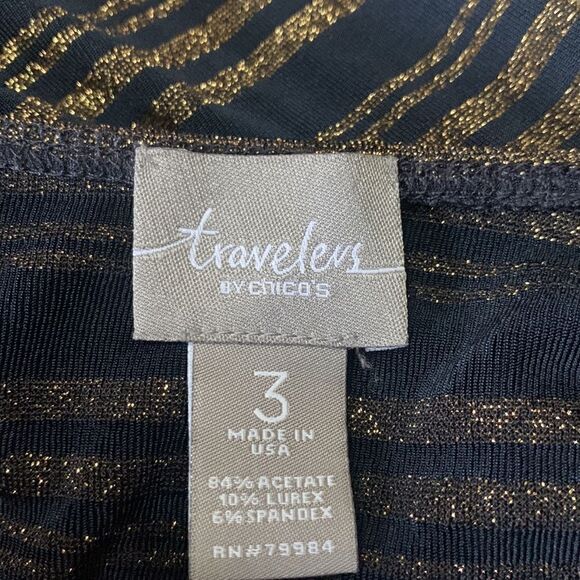 travelers
BY CHICO'S
3
MADE IN
USA
84% ACETATE
10% LUREX
6% SPANDEX
RN#79984